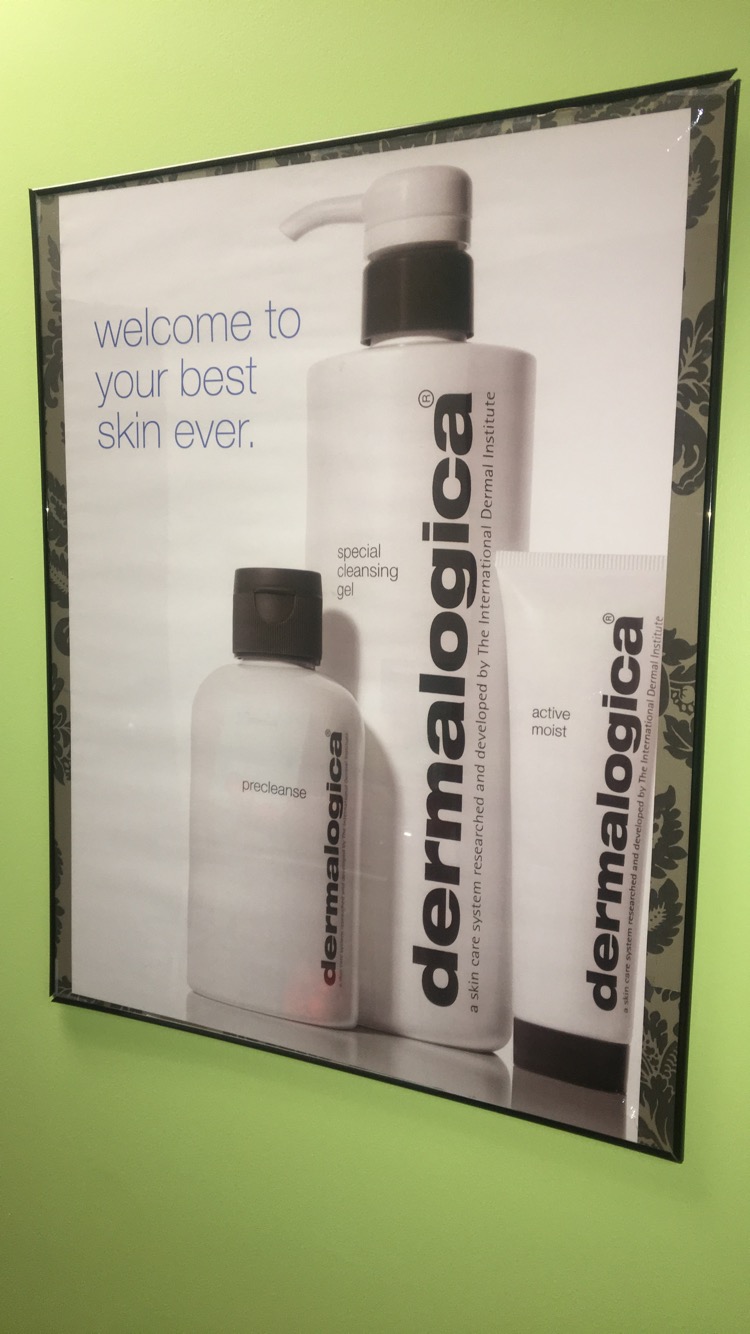 welcome to
your best
skin ever.
special
cleansing
gel
dermalogica®
a skin care system researched and developed by The International Dermal Institute
precleanse
dermalogica®
active
moist
dermalogica®
a skin care system researched and developed by The International Dermal Institute